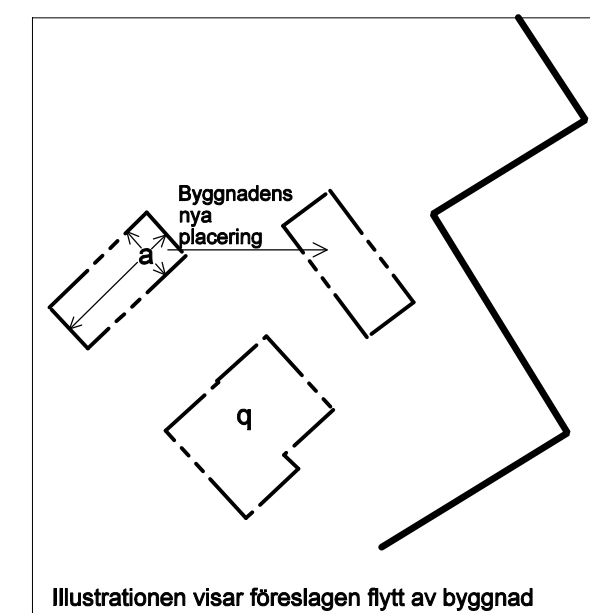 Byggnadens
nya
placering
a
q
Illustrationen visar föreslagen flytt av byggnad